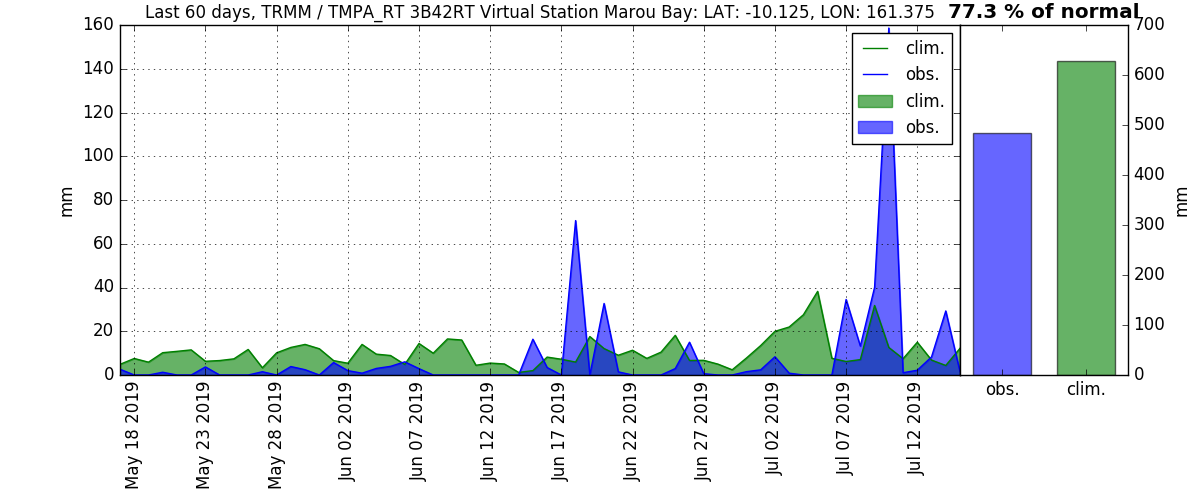 Last 60 days, TRMM / TMPA_RT 3B42RT Virtual Station Marou Bay: LAT: -10.125, LON: 161.375 77.3 % of normal
160
140
120
100
80
60
40
20
0
mm
clim.
obs.
clim.
obs.
May 18 2019
May 23 2019
May 28 2019
Jun 02 2019
Jun 07 2019
Jun 12 2019
Jun 17 2019
Jun 22 2019
Jun 27 2019
Jul 02 2019
Jul 07 2019
Jul 12 2019
700
600
500
400
300
200
100
0
mm
obs.
clim.